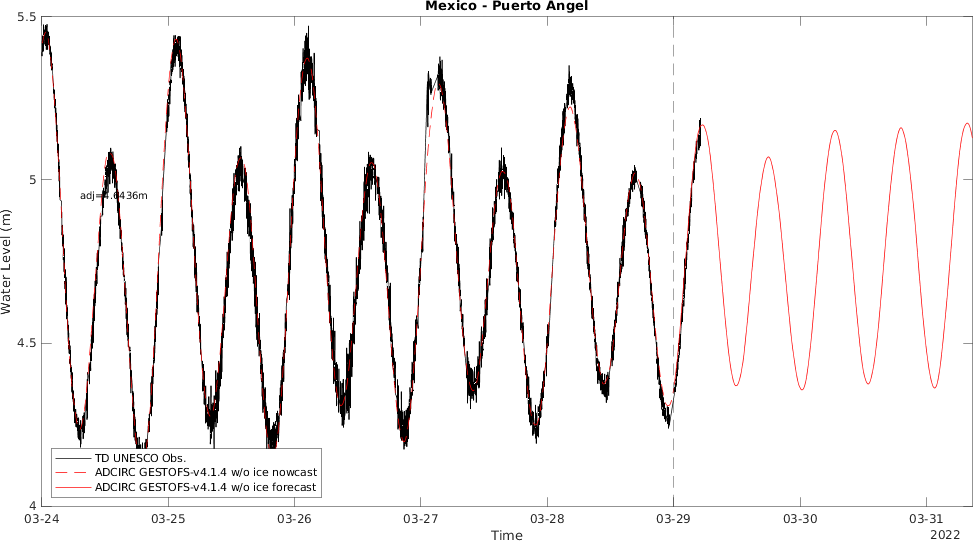 Mexico - Puerto Angel
5.5
5
4.5
4
Water Level (m)
adj=4.6436m
TD UNESCO Obs.
ADCIRC GESTOFS-v4.1.4 w/o ice nowcast
ADCIRC GESTOFS-v4.1.4 w/o ice forecast
03-24 03-25 03-26 03-27 03-28 03-29 03-30 03-31
Time
2022